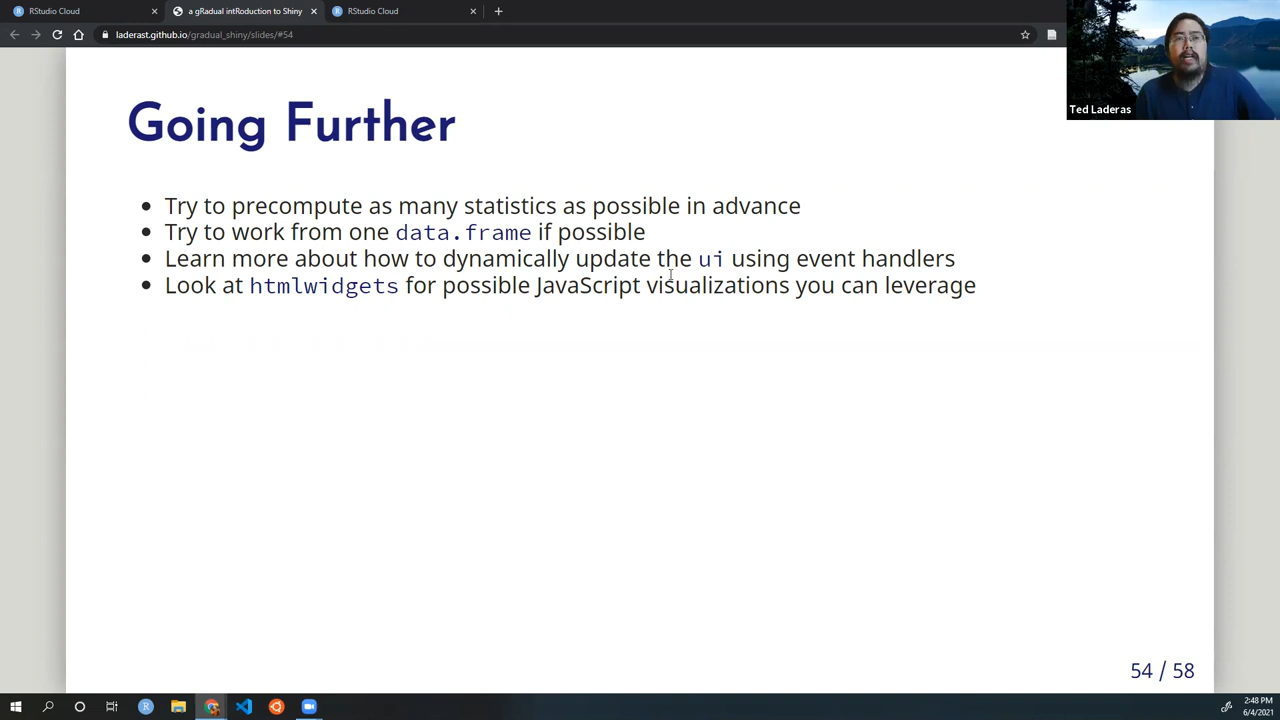 RStudio Cloud
a gRadual intRoduction to Shiny
RStudio Cloud
laderast.github.io/gradual_shiny/slides/#54
Ted Laderas
Going Further
Try to precompute as many statistics as possible in advance
Try to work from one data.frame if possible
Learn more about how to dynamically update the ui using event handlers
Look at htmlwidgets for possible JavaScript visualizations you can leverage
54 / 58
2:48 PM
6/4/2021